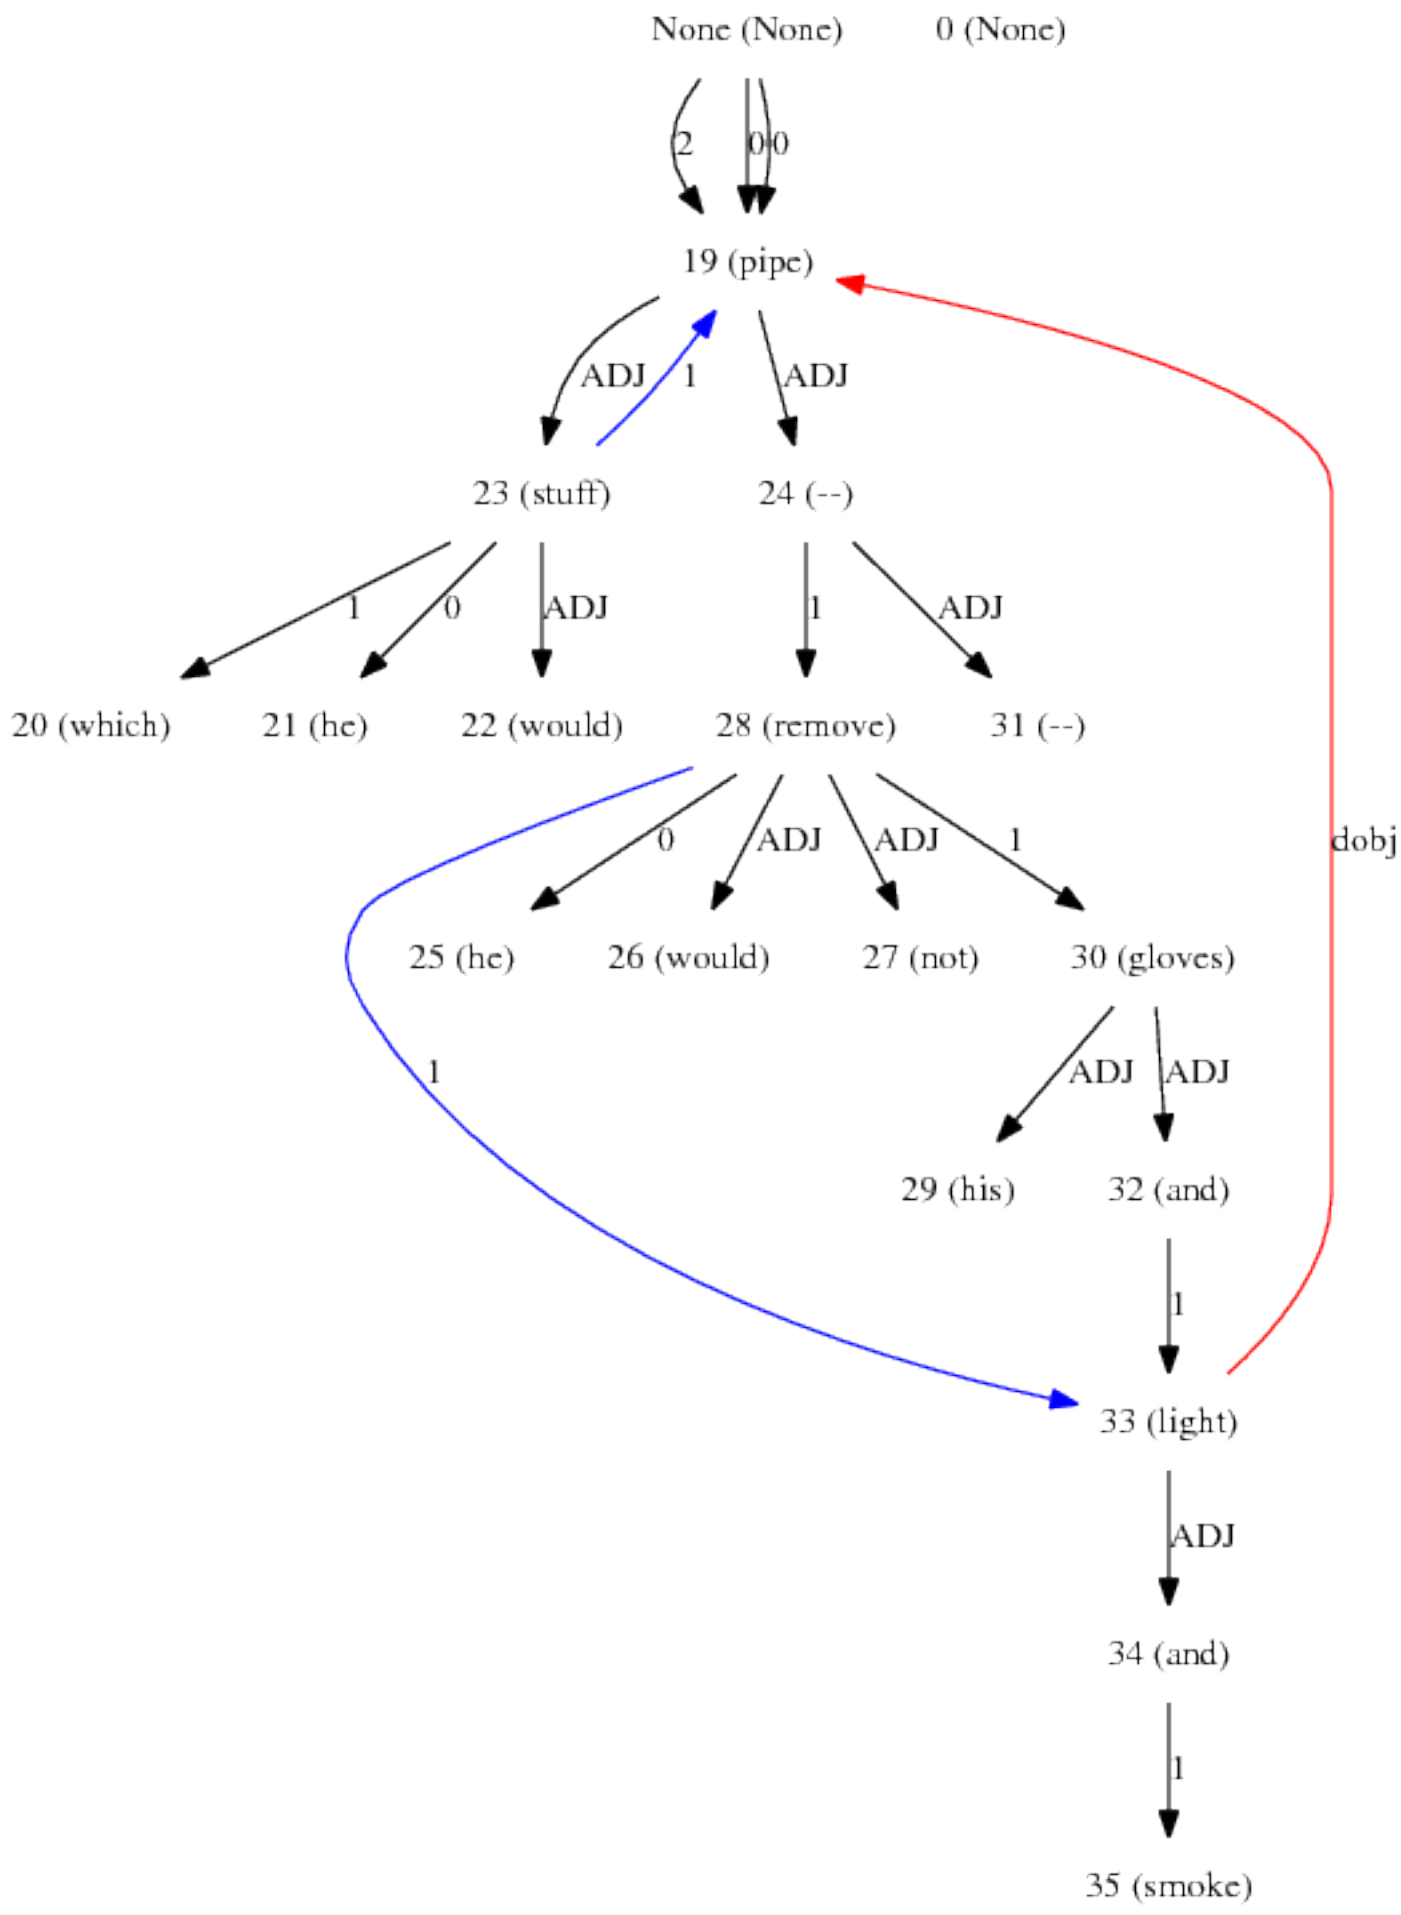 None (None) 0 (None)
2 0 0
19 (pipe)
ADJ 1 ADJ
23 (stuff) 24 (--)
1 0 ADJ 1 ADJ
20 (which) 21 (he) 22 (would) 28 (remove) 31 (--)
0 ADJ ADJ 1 dobj
25 (he) 26 (would) 27 (not) 30 (gloves)
1 ADJ ADJ
29 (his) 32 (and)
1
33 (light)
ADJ
34 (and)
1
35 (smoke)